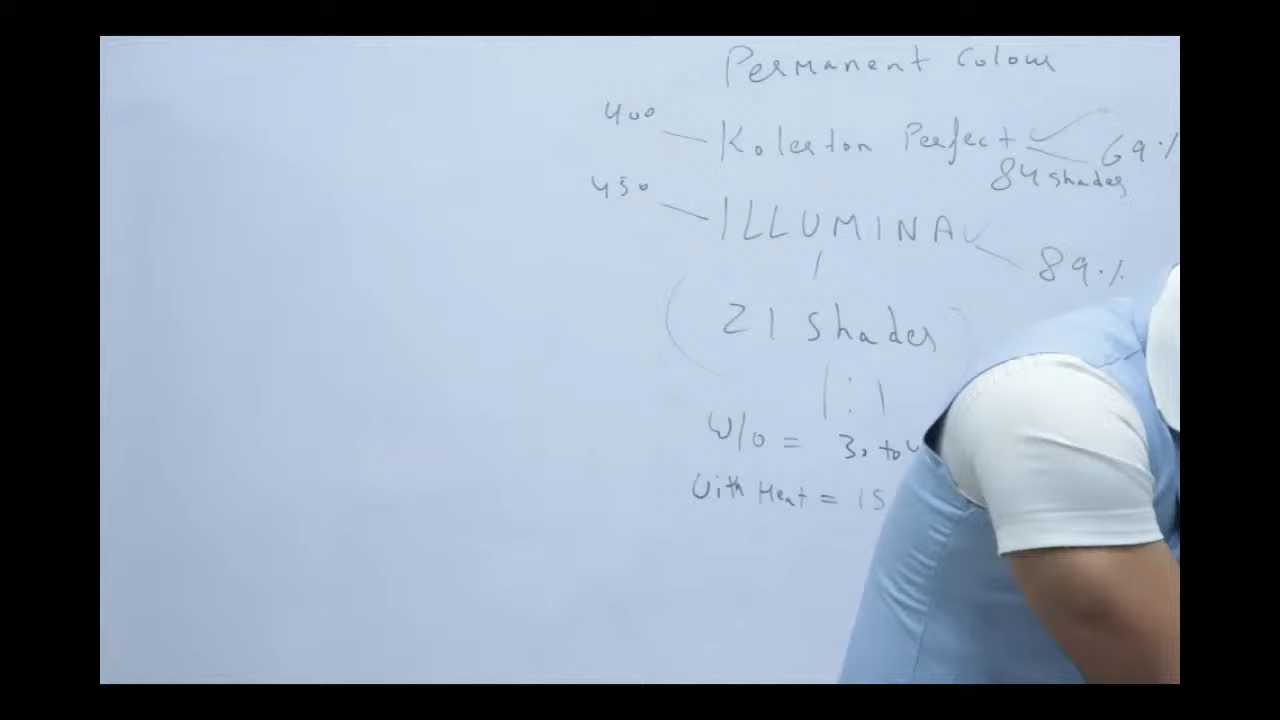 Permanent Colour
400 Koleston Perfect 69%
84 shades
450 ILLUMINA
89%
21 shades
1:1
W/o = 30 to
With Heat = 15